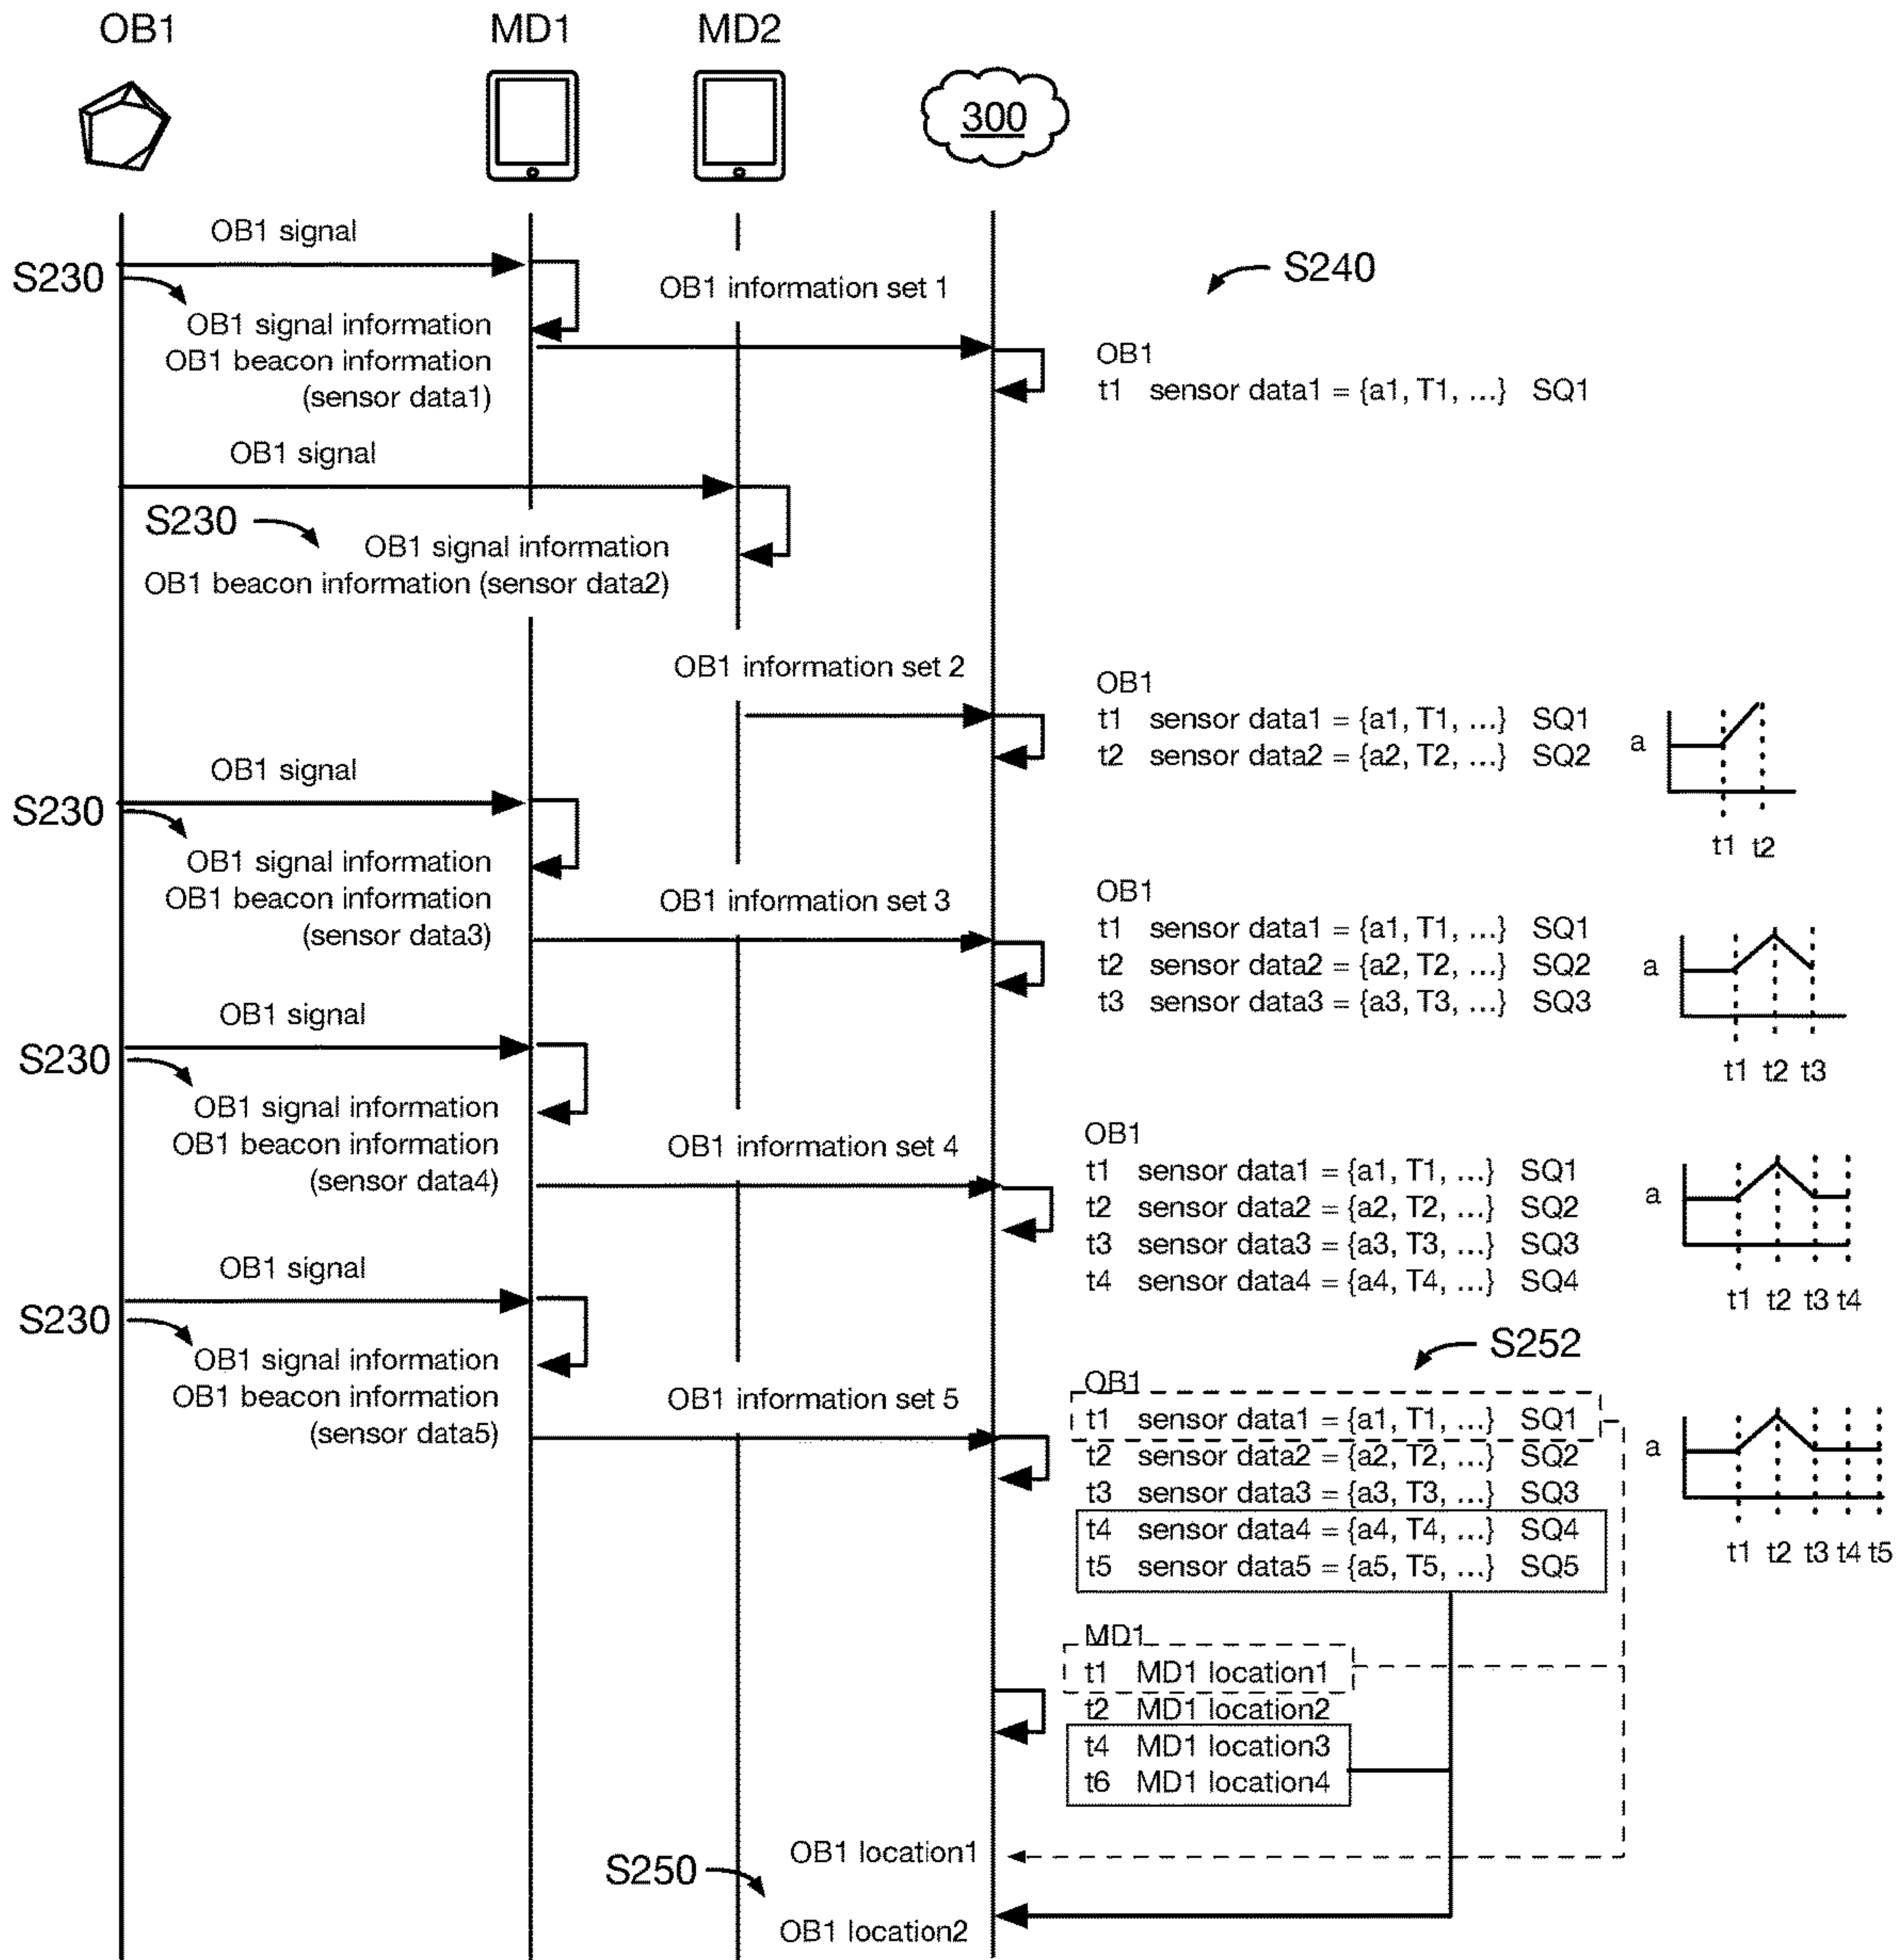 OB1
MD1
MD2
300
OB1 signal
S230
OB1 signal information
OB1 beacon information
(sensor data1)
OB1 information set 1
S240
OB1
t1 sensor data1 = {a1, T1, ...} SQ1
OB1 signal
S230
OB1 signal information
OB1 beacon information (sensor data2)
OB1 information set 2
OB1
t1 sensor data1 = {a1, T1, ...} SQ1
t2 sensor data2 = {a2, T2, ...} SQ2
a
t1 t2
OB1 signal
S230
OB1 signal information
OB1 beacon information
(sensor data3)
OB1 information set 3
OB1
t1 sensor data1 = {a1, T1, ...} SQ1
t2 sensor data2 = {a2, T2, ...} SQ2
t3 sensor data3 = {a3, T3, ...} SQ3
a
t1 t2 t3
OB1 signal
S230
OB1 signal information
OB1 beacon information
(sensor data4)
OB1 information set 4
OB1
t1 sensor data1 = {a1, T1, ...} SQ1
t2 sensor data2 = {a2, T2, ...} SQ2
t3 sensor data3 = {a3, T3, ...} SQ3
t4 sensor data4 = {a4, T4, ...} SQ4
a
t1 t2 t3 t4
OB1 signal
S230
OB1 signal information
OB1 beacon information
(sensor data5)
OB1 information set 5
S252
OB1
t1 sensor data1 = {a1, T1, ...} SQ1
t2 sensor data2 = {a2, T2, ...} SQ2
t3 sensor data3 = {a3, T3, ...} SQ3
t4 sensor data4 = {a4, T4, ...} SQ4
t5 sensor data5 = {a5, T5, ...} SQ5
a
t1 t2 t3 t4 t5
MD1
t1 MD1 location1
t2 MD1 location2
t4 MD1 location3
t6 MD1 location4
OB1 location1
S250
OB1 location2